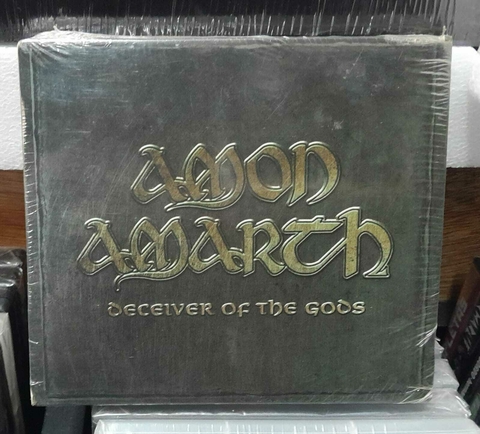 AMON
AMARTH
DECEIVER OF THE GODS